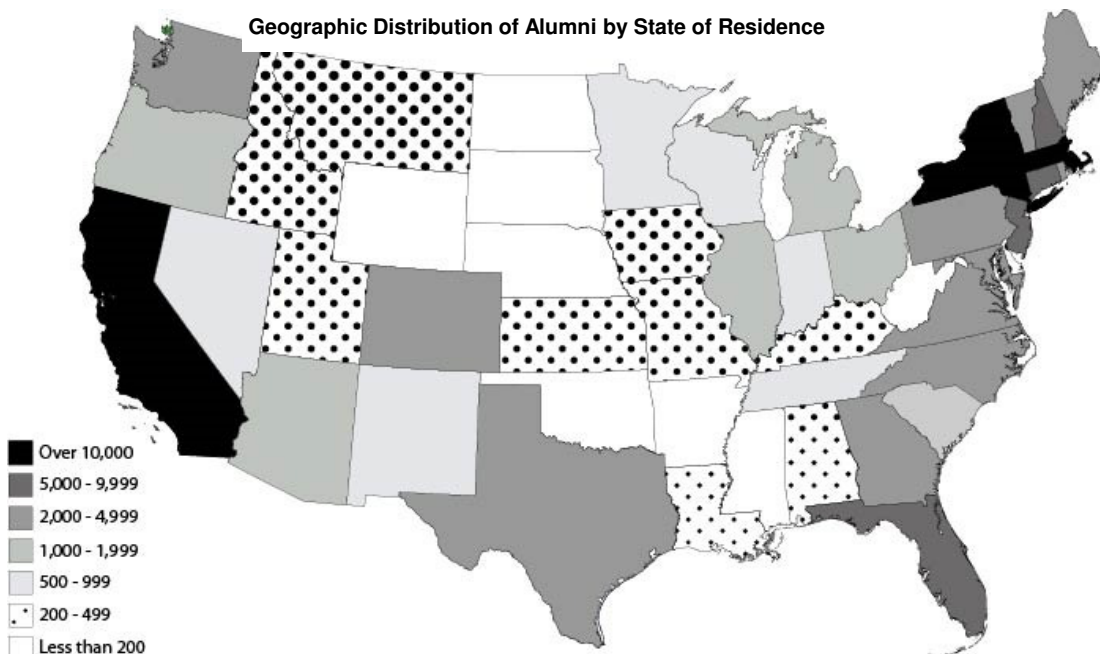 Geographic Distribution of Alumni by State of Residence
Over 10,000
5,000 - 9,999
2,000 - 4,999
1,000 - 1,999
500 - 999
200 - 499
Less than 200